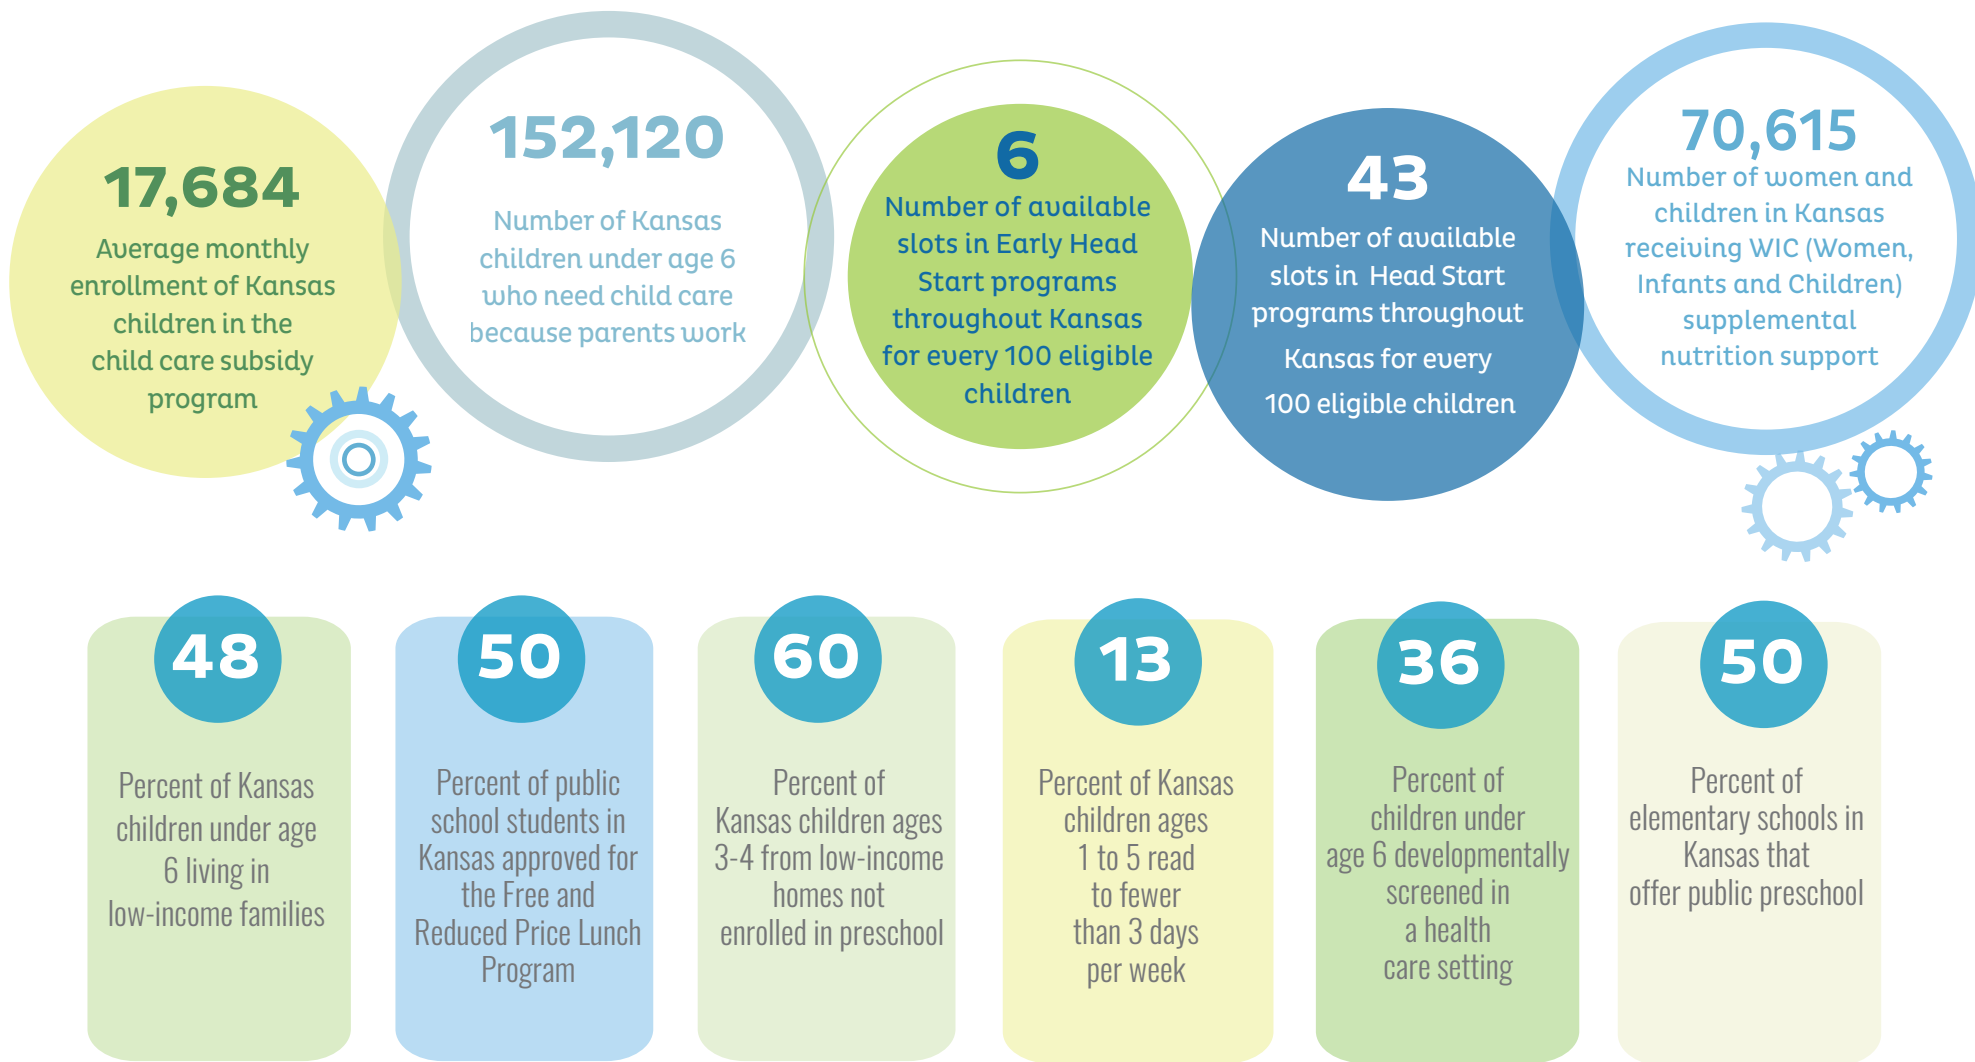 17,684
Average monthly
enrollment of Kansas
children in the
child care subsidy
program
152,120
Number of Kansas
children under age 6
who need child care
because parents work
6
Number of available
slots in Early Head
Start programs
throughout Kansas
for every 100 eligible
children
43
Number of available
slots in Head Start
programs throughout
Kansas for every
100 eligible children
70,615
Number of women and
children in Kansas
receiving WIC (Women,
Infants and Children)
supplemental
nutrition support
48
Percent of Kansas
children under age
6 living in
low-income families
50
Percent of public
school students in
Kansas approved for
the Free and
Reduced Price Lunch
Program
60
Percent of
Kansas children ages
3-4 from low-income
homes not
enrolled in preschool
13
Percent of Kansas
children ages
1 to 5 read
to fewer
than 3 days
per week
36
Percent of
children under
age 6 developmentally
screened in
a health
care setting
50
Percent of
elementary schools in
Kansas that
offer public preschool